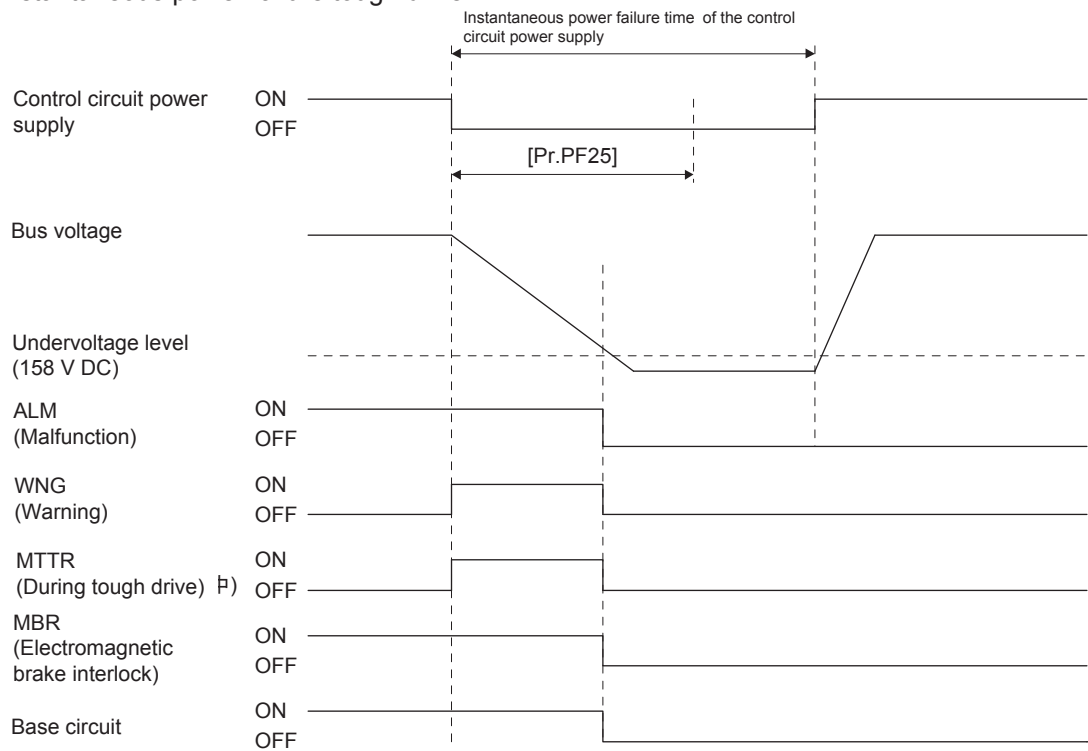 Instantaneous power failure time of the control
circuit power supply
Control circuit power
supply
ON
OFF
[Pr.PF25]
Bus voltage
Undervoltage level
(158 V DC)
ALM
(Malfunction)
ON
OFF
WNG
(Warning)
ON
OFF
MTTR
(During tough drive)
ON
OFF
MBR
(Electromagnetic
brake interlock)
ON
OFF
Base circuit
ON
OFF